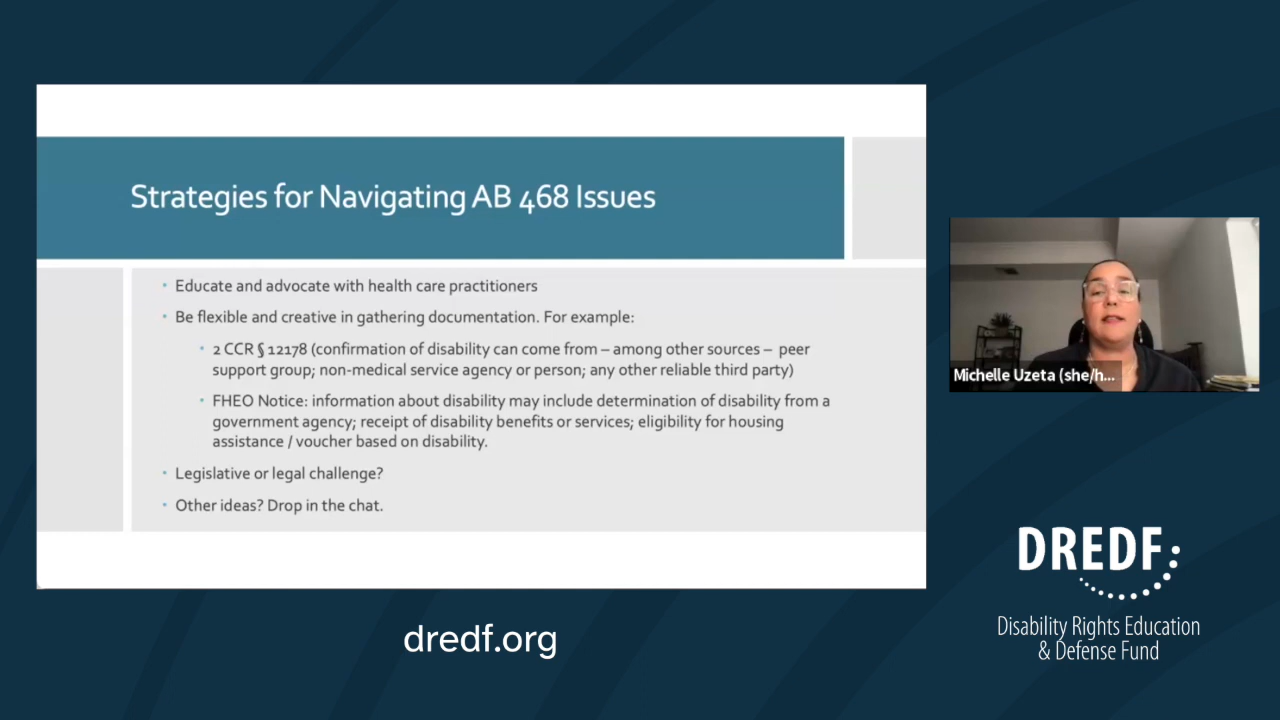 Strategies for Navigating AB 468 Issues
• Educate and advocate with health care practitioners
• Be flexible and creative in gathering documentation. For example:
• 2 CCR § 12178 (confirmation of disability can come from – among other sources – peer
support group; non-medical service agency or person; any other reliable third party)
• FHEO Notice: information about disability may include determination of disability from a
government agency; receipt of disability benefits or services; eligibility for housing
assistance / voucher based on disability.
• Legislative or legal challenge?
• Other ideas? Drop in the chat.
Michelle Uzeta (she/h...
dredf.org
DREDF
Disability Rights Education
& Defense Fund